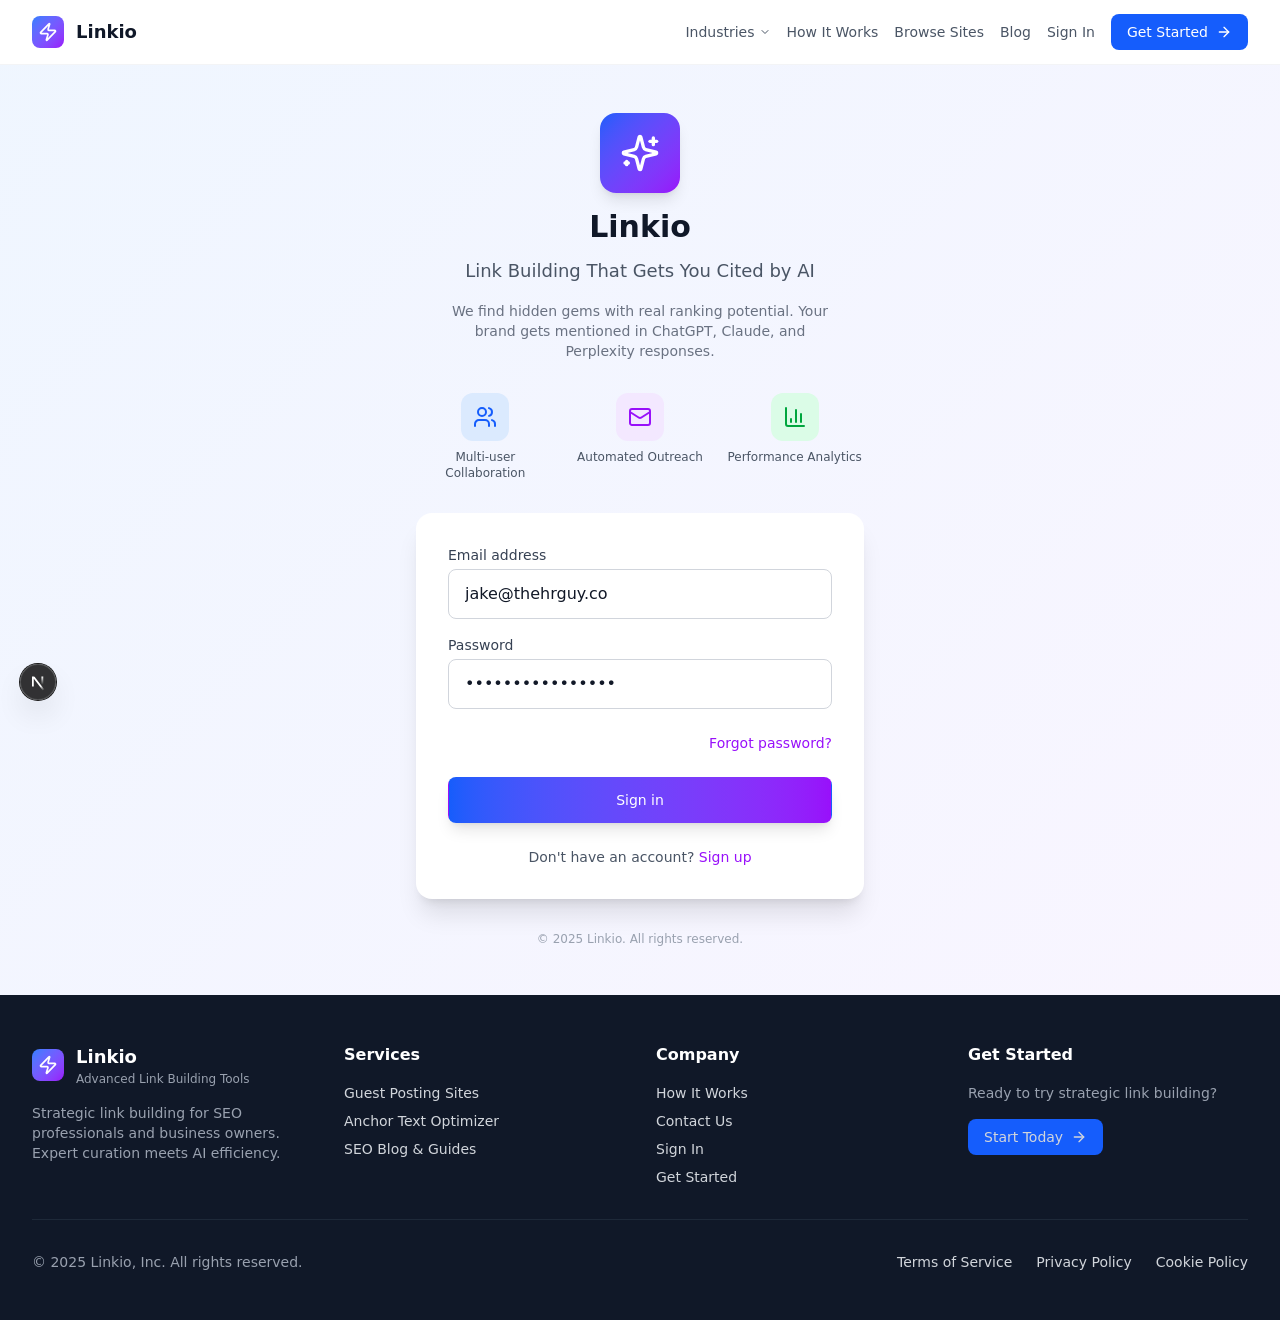 Linkio
Industries
How It Works
Browse Sites
Blog
Sign In
Get Started
Linkio
Link Building That Gets You Cited by AI
We find hidden gems with real ranking potential. Your
brand gets mentioned in ChatGPT, Claude, and
Perplexity responses.
Multi-user
Collaboration
Automated Outreach
Performance Analytics
Email address
jake@thehrguy.co
Password
••••••••••••••••
Forgot password?
Sign in
Don't have an account? Sign up
© 2025 Linkio. All rights reserved.
N
Linkio
Advanced Link Building Tools
Strategic link building for SEO
professionals and business owners.
Expert curation meets AI efficiency.
Services
Guest Posting Sites
Anchor Text Optimizer
SEO Blog & Guides
Company
How It Works
Contact Us
Sign In
Get Started
Get Started
Ready to try strategic link building?
Start Today
© 2025 Linkio, Inc. All rights reserved.
Terms of Service
Privacy Policy
Cookie Policy